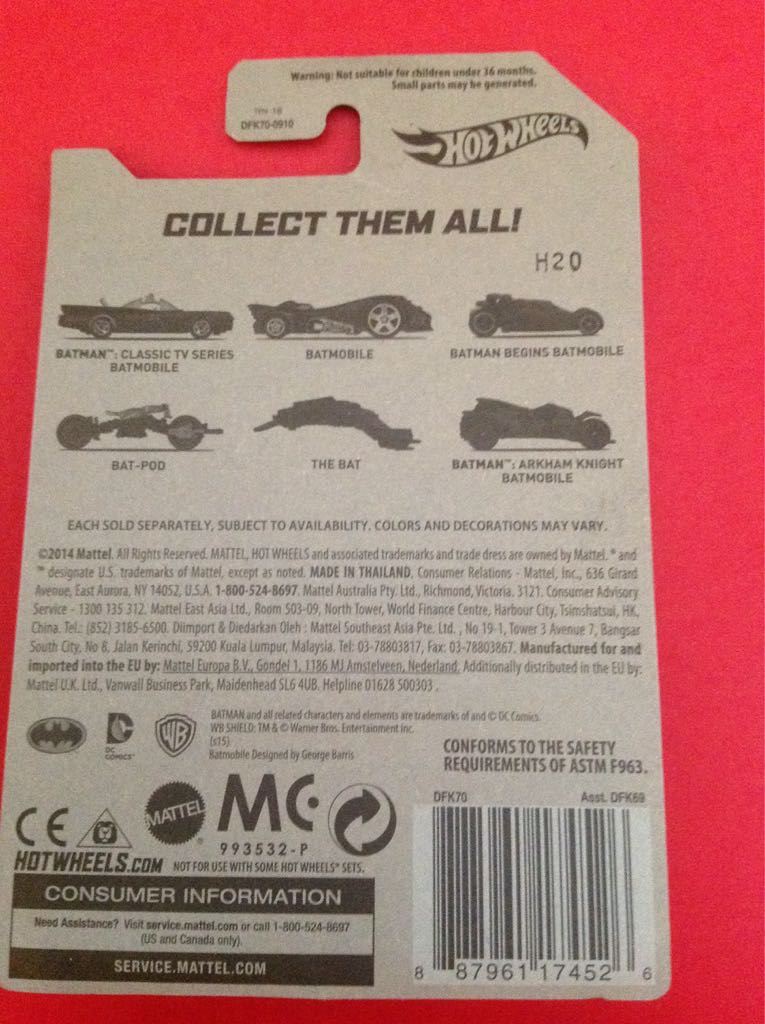 Warning: Not suitable for children under 36 months.
Small parts may be generated.
DFK70-0910
HOT WHEELS
COLLECT THEM ALL!
H20
BATMAN™: CLASSIC TV SERIES
BATMOBILE
BATMOBILE
BATMAN BEGINS BATMOBILE
BAT-POD
THE BAT
BATMAN™: ARKHAM KNIGHT
BATMOBILE
EACH SOLD SEPARATELY, SUBJECT TO AVAILABILITY. COLORS AND DECORATIONS MAY VARY.
©2014 Mattel. All Rights Reserved. MATTEL, HOT WHEELS and associated trademarks and trade dress are owned by Mattel. ® and
™ designate U.S. trademarks of Mattel, except as noted. MADE IN THAILAND. Consumer Relations - Mattel, Inc., 636 Girard
Avenue, East Aurora, NY 14052, U.S.A. 1-800-524-8697. Mattel Australia Pty. Ltd., Richmond, Victoria. 3121. Consumer Advisory
Service - 1300 135 312. Mattel East Asia Ltd., Room 503-09, North Tower, World Finance Centre, Harbour City, Tsimshatsui, HK,
China. Tel.: (852) 3185-6500. Diimport & Diedarkan Oleh : Mattel Southeast Asia Pte. Ltd. , No 19-1, Tower 3 Avenue 7, Bangsar
South City, No 8, Jalan Kerinchi, 59200 Kuala Lumpur, Malaysia. Tel: 03-78803817, Fax: 03-78803867. Manufactured for and
imported into the EU by: Mattel Europa B.V., Gondel 1, 1186 MJ Amstelveen, Nederland. Additionally distributed in the EU by:
Mattel U.K. Ltd., Vanwall Business Park, Maidenhead SL6 4UB. Helpline 01628 500303 .
DC
COMICS™
WB
BATMAN and all related characters and elements are trademarks of and © DC Comics.
WB SHIELD: TM & © Warner Bros. Entertainment Inc.
(s15)
Batmobile Designed by George Barris
CONFORMS TO THE SAFETY
REQUIREMENTS OF ASTM F963.
CE
MATTEL
MC
993532-P
HOTWHEELS.COM
NOT FOR USE WITH SOME HOT WHEELS® SETS.
DFK70 Asst. DFK69
CONSUMER INFORMATION
Need Assistance? Visit service.mattel.com or call 1-800-524-8697
(US and Canada only).
SERVICE.MATTEL.COM
8 87961 17452 6